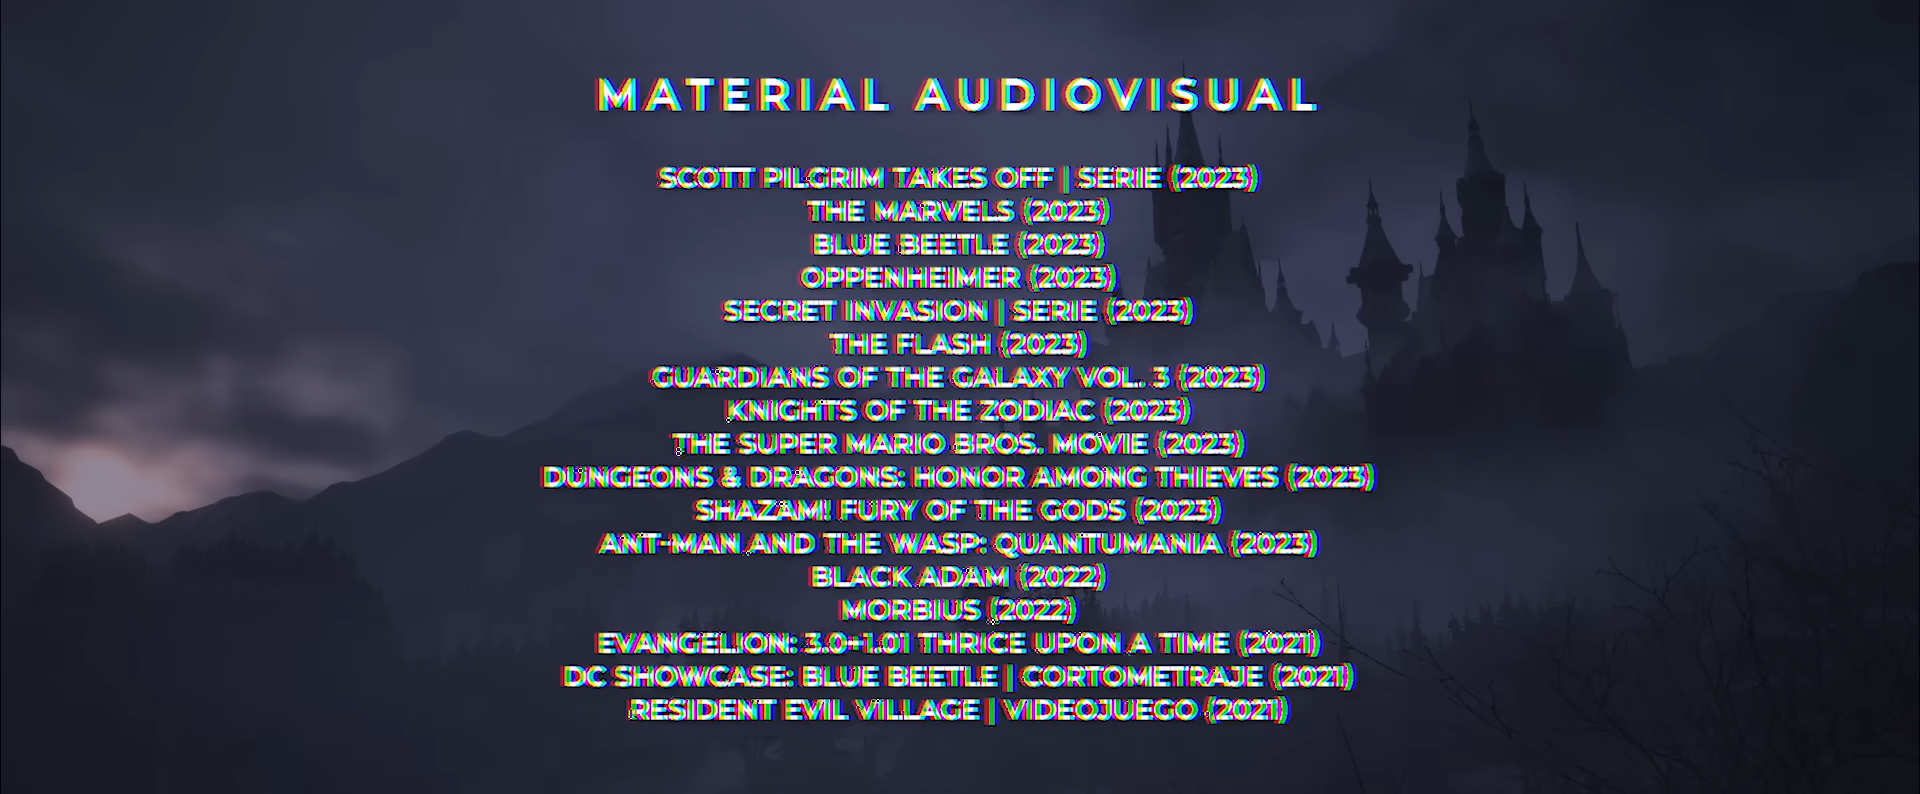 MATERIAL AUDIOVISUAL
SCOTT PILGRIM TAKES OFF | SERIE (2023)
THE MARVELS (2023)
BLUE BEETLE (2023)
OPPENHEIMER (2023)
SECRET INVASION | SERIE (2023)
THE FLASH (2023)
GUARDIANS OF THE GALAXY VOL. 3 (2023)
KNIGHTS OF THE ZODIAC (2023)
THE SUPER MARIO BROS. MOVIE (2023)
DUNGEONS & DRAGONS: HONOR AMONG THIEVES (2023)
SHAZAM! FURY OF THE GODS (2023)
ANT-MAN AND THE WASP: QUANTUMANIA (2023)
BLACK ADAM (2022)
MORBIUS (2022)
EVANGELION: 3.0+1.01 THRICE UPON A TIME (2021)
DC SHOWCASE: BLUE BEETLE | CORTOMETRAJE (2021)
RESIDENT EVIL VILLAGE | VIDEOJUEGO (2021)